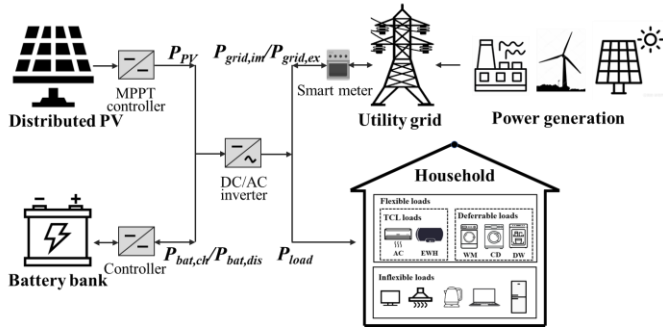 P_PV
P_grid,im/P_grid,ex
MPPT
controller
Distributed PV
Smart meter
Utility grid
Power generation
DC/AC
inverter
Household
Flexible loads
TCL loads
Deferrable loads
AC
EWH
WM
CD
DW
Inflexible loads
Battery bank
Controller
P_bat,ch/P_bat,dis
P_load